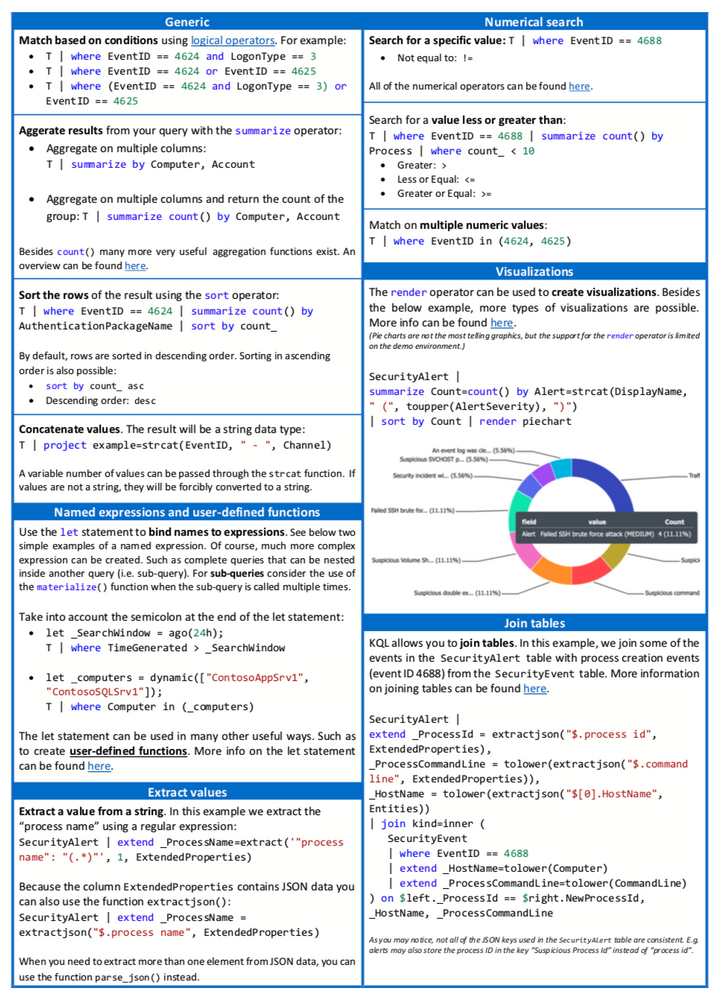 Generic
Match based on conditions using logical operators. For example:
• T | where EventID == 4624 and LogonType == 3
• T | where EventID == 4624 or EventID == 4625
• T | where (EventID == 4624 and LogonType == 3) or
EventID == 4625
Aggerate results from your query with the summarize operator:
• Aggregate on multiple columns:
T | summarize by Computer, Account
• Aggregate on multiple columns and return the count of the
group: T | summarize count() by Computer, Account
Besides count() many more very useful aggregation functions exist. An
overview can be found here.
Sort the rows of the result using the sort operator:
T | where EventID == 4624 | summarize count() by
AuthenticationPackageName | sort by count_
By default, rows are sorted in descending order. Sorting in ascending
order is also possible:
• sort by count_ asc
• Descending order: desc
Concatenate values. The result will be a string data type:
T | project example=strcat(EventID, " - ", Channel)
A variable number of values can be passed through the strcat function. If
values are not a string, they will be forcibly converted to a string.
Named expressions and user-defined functions
Use the let statement to bind names to expressions. See below two
simple examples of a named expression. Of course, much more complex
expression can be created. Such as complete queries that can be nested
inside another query (i.e. sub-query). For sub-queries consider the use of
the materialize() function when the sub-query is called multiple times.
Take into account the semicolon at the end of the let statement:
• let _SearchWindow = ago(24h);
T | where TimeGenerated > _SearchWindow
• let _computers = dynamic(["ContosoAppSrv1",
"ContosoSQLSrv1"]);
T | where Computer in (_computers)
The let statement can be used in many other useful ways. Such as
to create user-defined functions. More info on the let statement
can be found here.
Extract values
Extract a value from a string. In this example we extract the
“process name” using a regular expression:
SecurityAlert | extend _ProcessName=extract('"process
name": "(.*)"', 1, ExtendedProperties)
Because the column ExtendedProperties contains JSON data you
can also use the function extractjson():
SecurityAlert | extend _ProcessName =
extractjson("$.process name", ExtendedProperties)
When you need to extract more than one element from JSON data, you can
use the function parse_json() instead.
Numerical search
Search for a specific value: T | where EventID == 4688
• Not equal to: !=
All of the numerical operators can be found here.
Search for a value less or greater than:
T | where EventID == 4688 | summarize count() by
Process | where count_ < 10
• Greater: >
• Less or Equal: <=
• Greater or Equal: >=
Match on multiple numeric values:
T | where EventID in (4624, 4625)
Visualizations
The render operator can be used to create visualizations. Besides
the below example, more types of visualizations are possible.
More info can be found here.
(Pie charts are not the most telling graphics, but the support for the render operator is limited
on the demo environment.)
SecurityAlert |
summarize Count=count() by Alert=strcat(DisplayName,
" (", toupper(AlertSeverity), ")")
| sort by Count | render piechart
An event log was cle... (5.56%)
Suspicious SVCHOST p... (5.56%)
Security incident wi... (5.56%)
Traff
Failed SSH brute for... (11.11%)
field value Count
Alert Failed SSH brute force attack (MEDIUM) 4 (11.11%)
Suspicious Volume Sh... (11.11%)
Suspici
Suspicious double ex... (11.11%)
Suspicious command
Join tables
KQL allows you to join tables. In this example, we join some of the
events in the SecurityAlert table with process creation events
(event ID 4688) from the SecurityEvent table. More information
on joining tables can be found here.
SecurityAlert |
extend _ProcessId = extractjson("$.process id",
ExtendedProperties),
_ProcessCommandLine = tolower(extractjson("$.command
line", ExtendedProperties)),
_HostName = tolower(extractjson("$[0].HostName",
Entities))
| join kind=inner (
SecurityEvent
| where EventID == 4688
| extend _HostName=tolower(Computer)
| extend _ProcessCommandLine=tolower(CommandLine)
) on $left._ProcessId == $right.NewProcessId,
_HostName, _ProcessCommandLine
As you may notice, not all of the JSON keys used in the SecurityAlert table are consistent. E.g.
alerts may also store the process ID in the key “Suspicious Process Id” instead of “process id”.